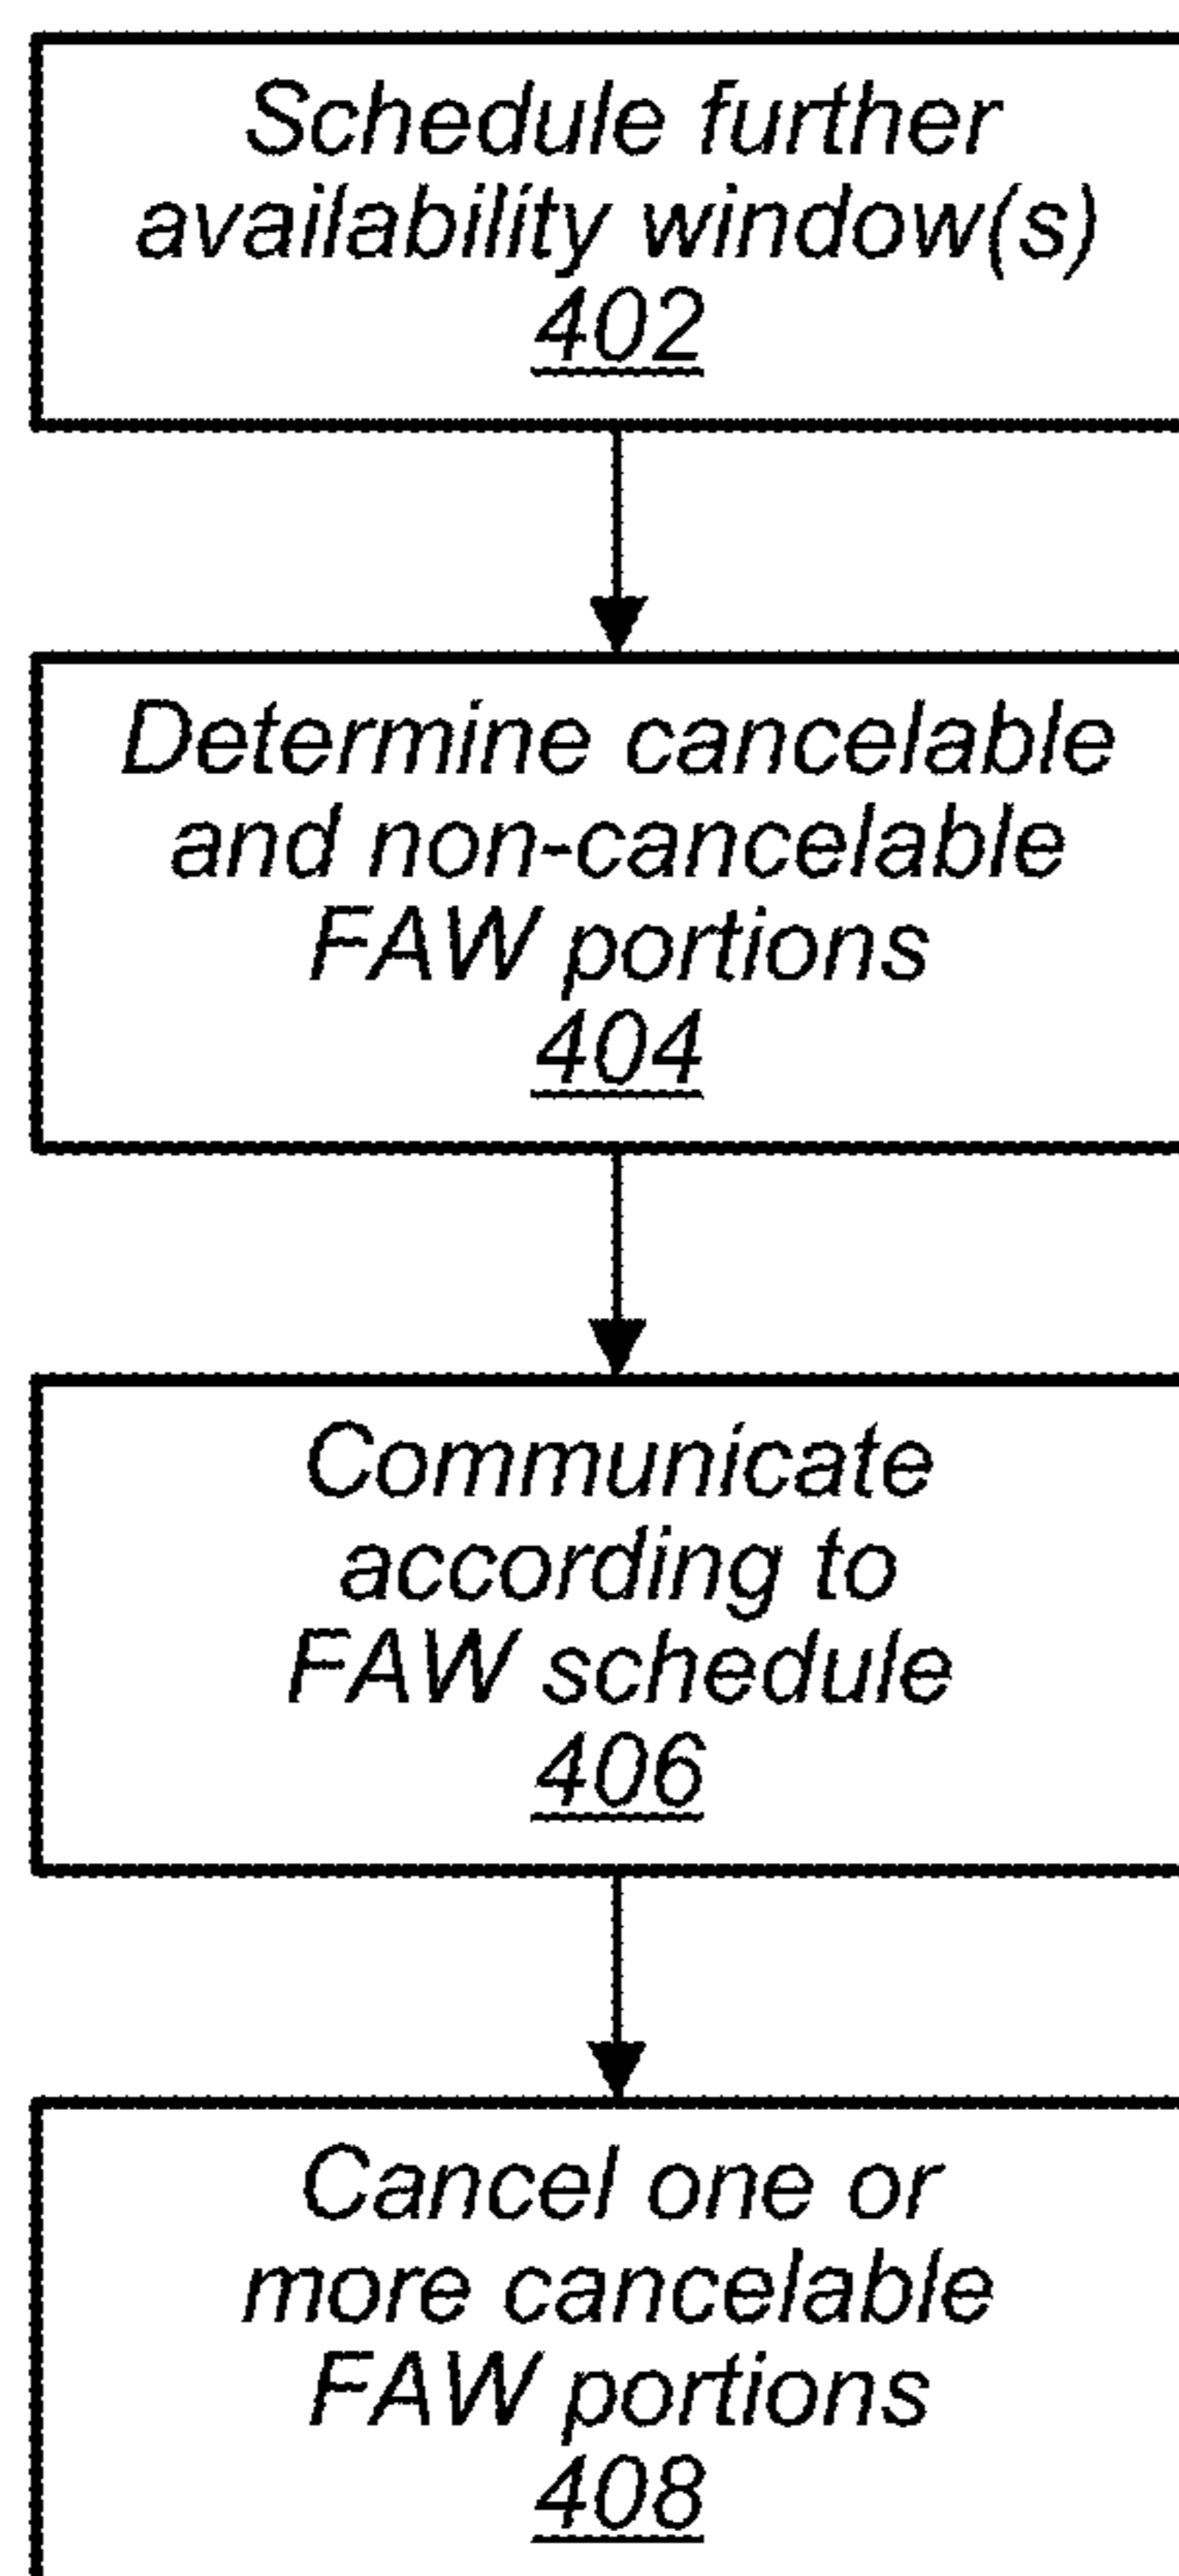 Schedule further
availability window(s)
402
Determine cancelable
and non-cancelable
FAW portions
404
Communicate
according to
FAW schedule
406
Cancel one or
more cancelable
FAW portions
408